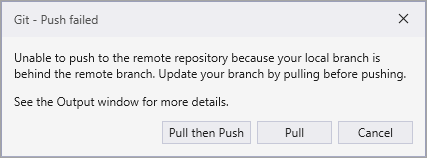 Git - Push failed
Unable to push to the remote repository because your local branch is
behind the remote branch. Update your branch by pulling before pushing.
See the Output window for more details.
Pull then Push Pull Cancel